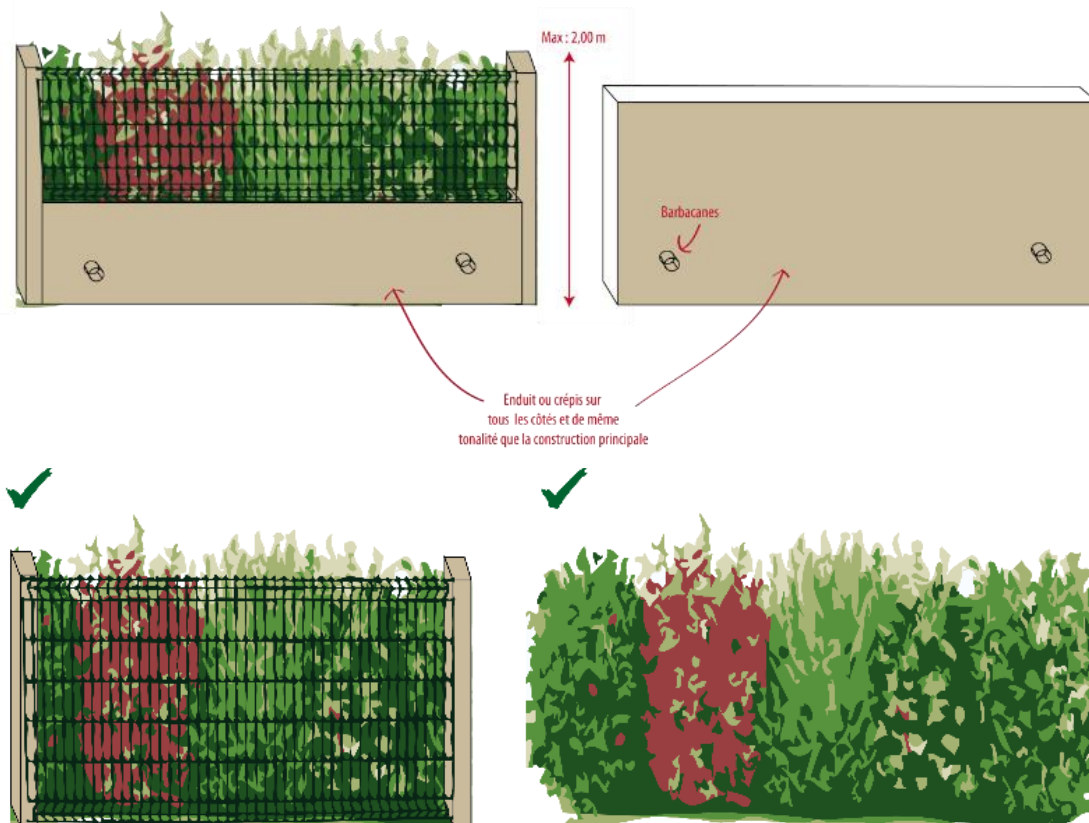 Max : 2,00 m
Barbacanes
Enduit ou crépis sur
tous les côtés et de même
tonalité que la construction principale